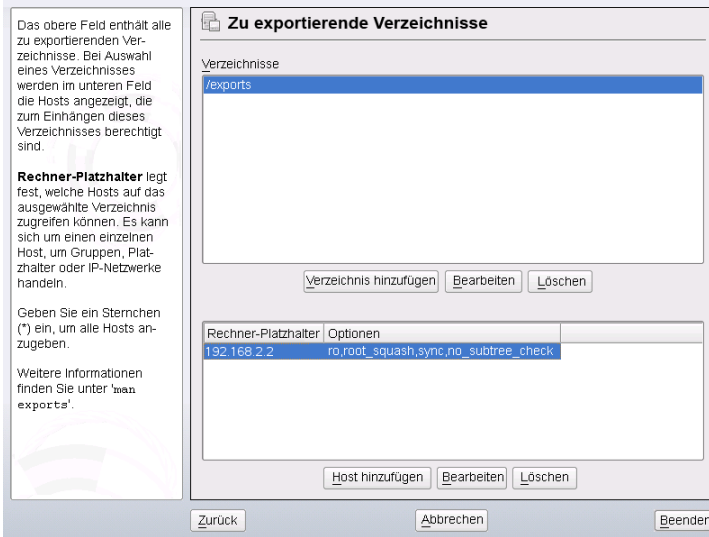 Das obere Feld enthält alle
zu exportierenden Ver-
zeichnisse. Bei Auswahl
eines Verzeichnisses
werden im unteren Feld
die Hosts angezeigt, die
zum Einhängen dieses
Verzeichnisses berechtigt
sind.
Rechner-Platzhalter legt
fest, welche Hosts auf das
ausgewählte Verzeichnis
zugreifen können. Es kann
sich um einen einzelnen
Host, um Gruppen, Plat-
zhalter oder IP-Netzwerke
handeln.
Geben Sie ein Sternchen
(*) ein, um alle Hosts an-
zugeben.
Weitere Informationen
finden Sie unter 'man
exports'.
Zu exportierende Verzeichnisse
Verzeichnisse
/exports
Verzeichnis hinzufügen Bearbeiten Löschen
Rechner-Platzhalter Optionen
192.168.2.2 ro,root_squash,sync,no_subtree_check
Host hinzufügen Bearbeiten Löschen
Zurück Abbrechen Beenden